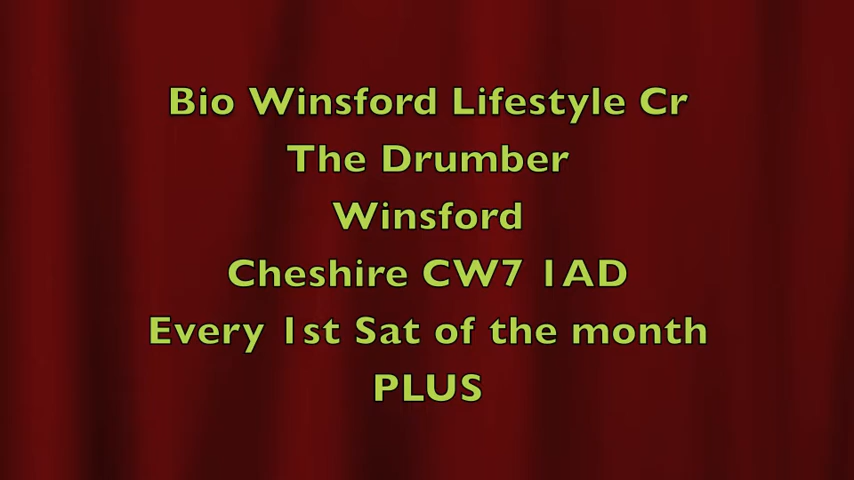 Bio Winsford Lifestyle Cr
The Drumber
Winsford
Cheshire CW7 1AD
Every 1st Sat of the month
PLUS